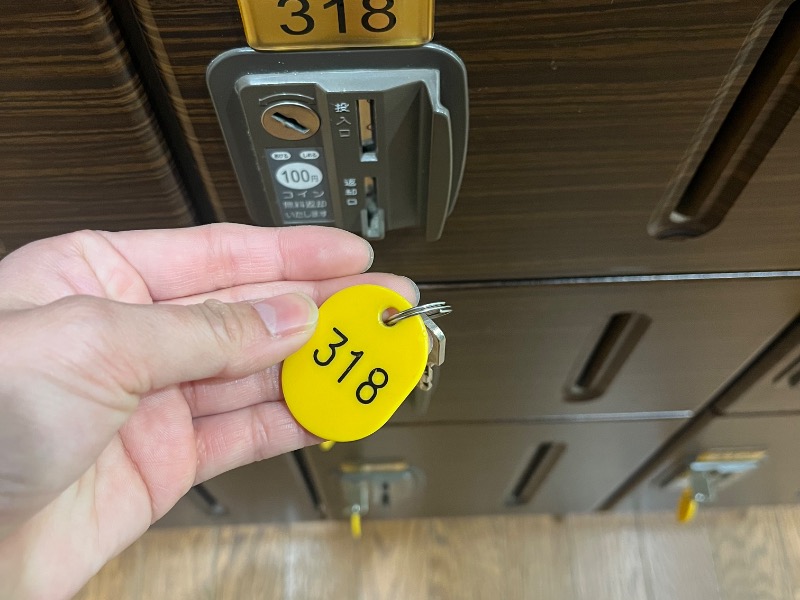 318
投入口
あける しめる
100円
返却口
コイン
無料返却
いたします
318